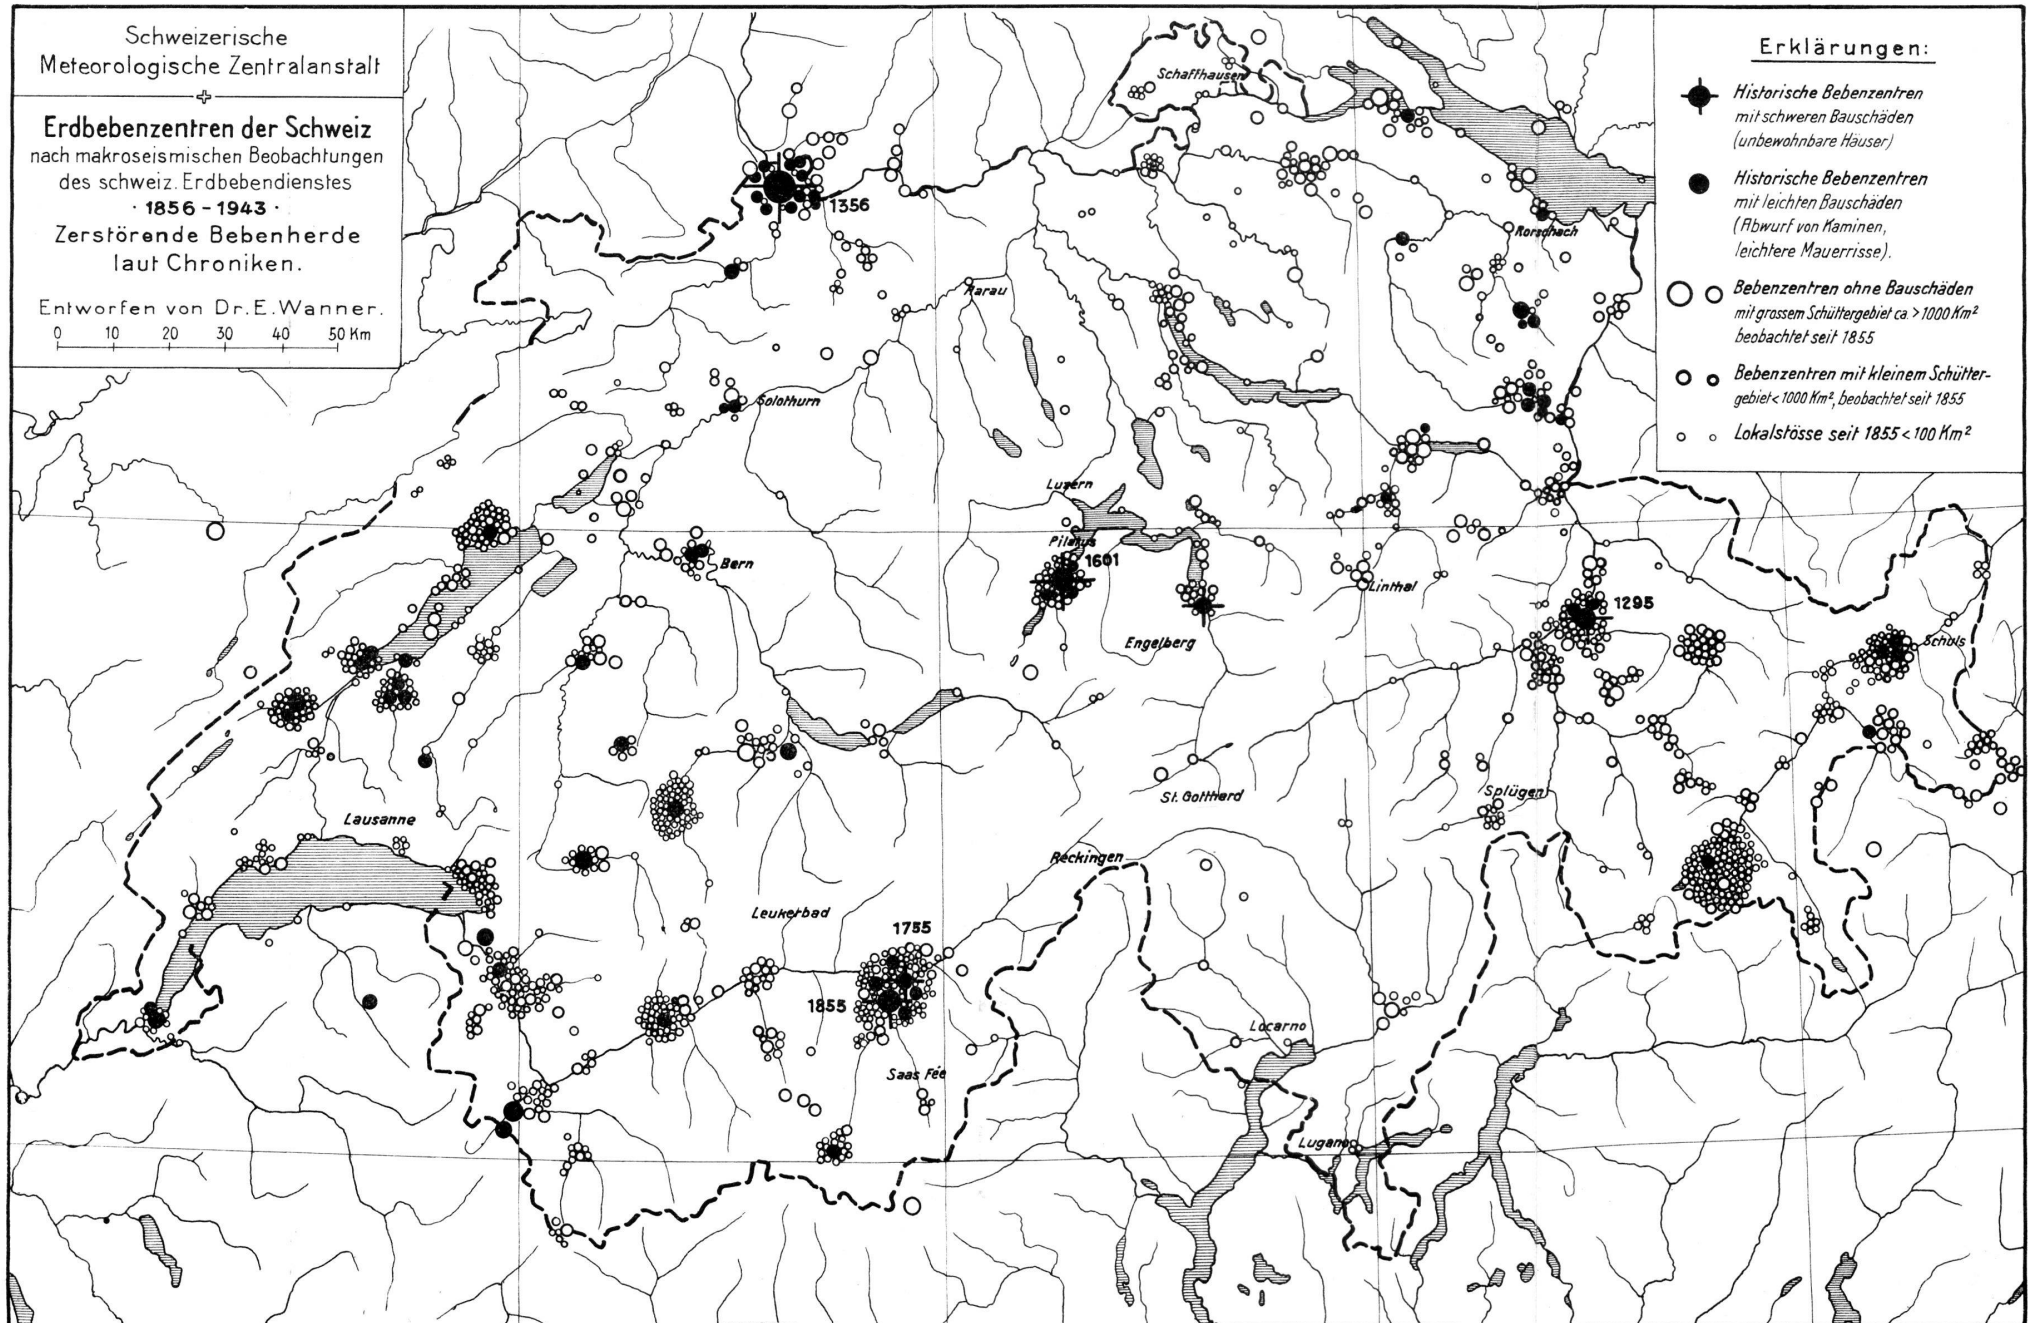 Schweizerische
Meteorologische Zentralanstalt
Erdbebenzentren der Schweiz
nach makroseismischen Beobachtungen
des schweiz. Erdbebendienstes
· 1856 - 1943 ·
Zerstörende Bebenherde
laut Chroniken.
Entworfen von Dr. E. Wanner.
0 10 20 30 40 50 Km
Erklärungen:
Historische Bebenzentren
mit schweren Bauschäden
(unbewohnbare Häuser)
Historische Bebenzentren
mit leichten Bauschäden
(Abwurf von Kaminen,
leichtere Mauerrisse).
Bebenzentren ohne Bauschäden
mit grossem Schüttergebiet ca. > 1000 Km²
beobachtet seit 1855
Bebenzentren mit kleinem Schütter-
gebiet < 1000 Km², beobachtet seit 1855
Lokalstösse seit 1855 < 100 Km²
Schaffhausen
1356
Rorschach
Aarau
Solothurn
Luzern
Pilatus
1601
Bern
Linthal
1295
Engelberg
Schuls
St. Gotthard
Splügen
Lausanne
Reckingen
Leukerbad
1755
1855
Locarno
Saas Fée
Lugano